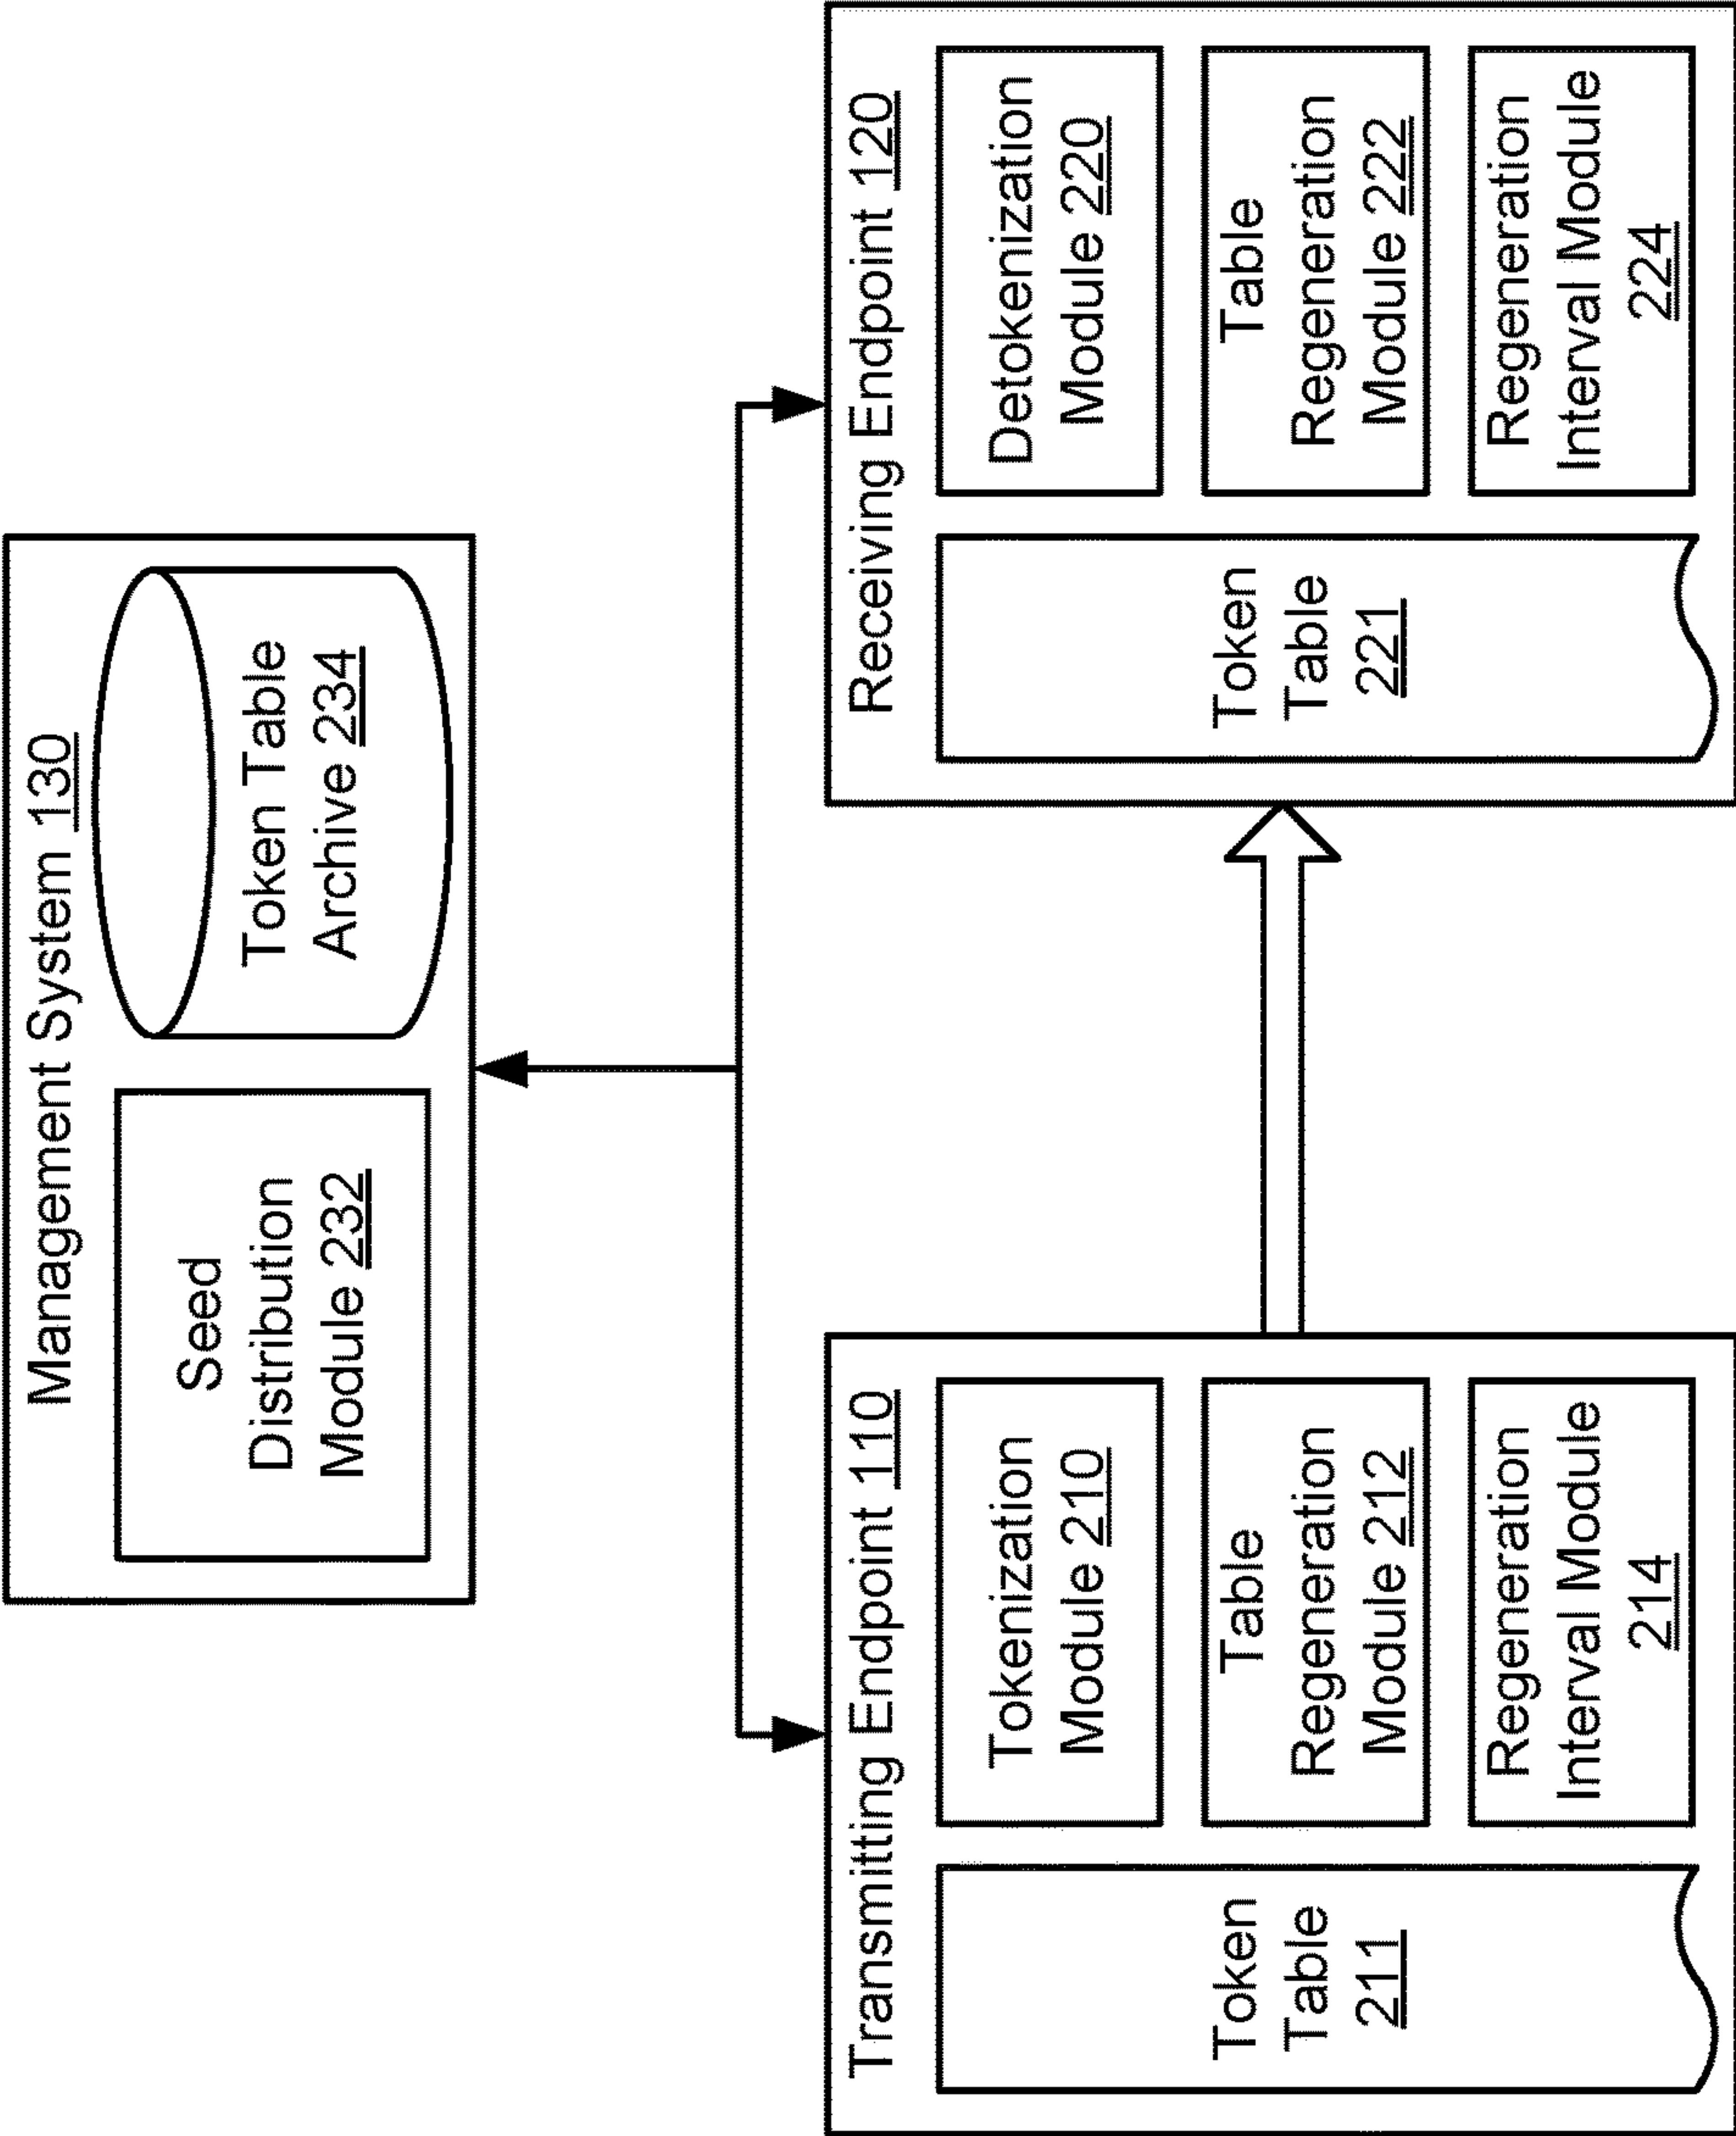 Management System 130
Seed
Distribution
Module 232
Token Table
Archive 234
Transmitting Endpoint 110
Token
Table
211
Tokenization
Module 210
Table
Regeneration
Module 212
Regeneration
Interval Module
214
Receiving Endpoint 120
Token
Table
221
Detokenization
Module 220
Table
Regeneration
Module 222
Regeneration
Interval Module
224